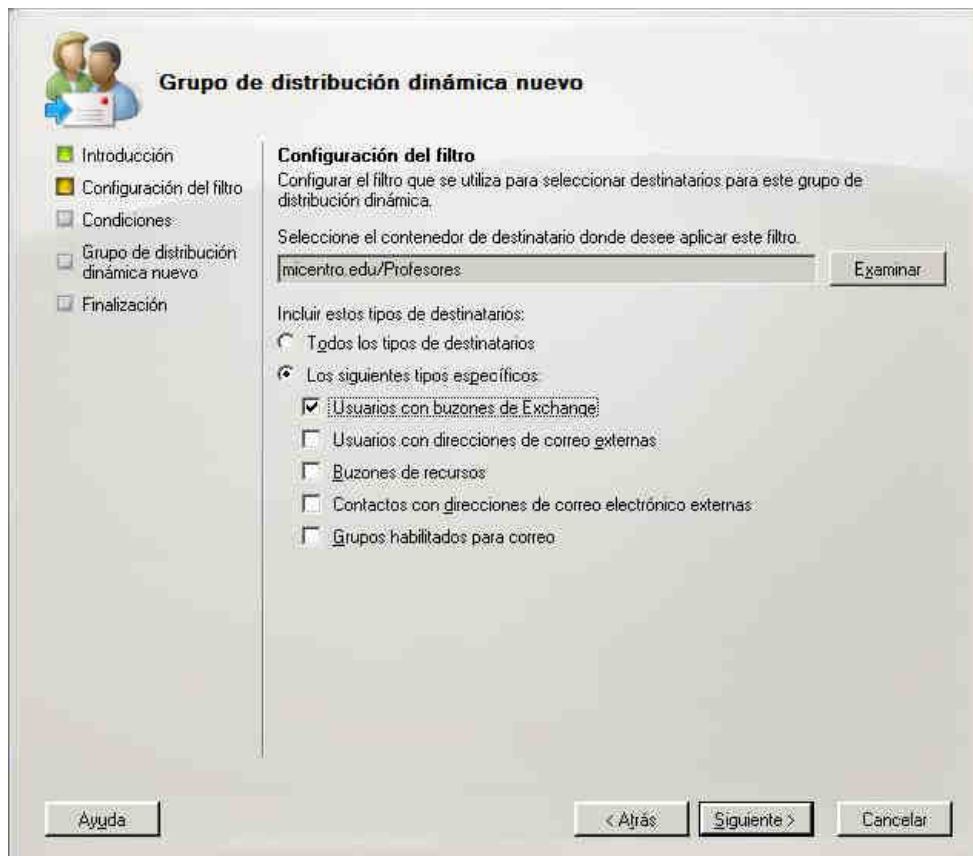 Grupo de distribución dinámica nuevo
Introducción
Configuración del filtro
Condiciones
Grupo de distribución
dinámica nuevo
Finalización
Configuración del filtro
Configurar el filtro que se utiliza para seleccionar destinatarios para este grupo de
distribución dinámica.
Seleccione el contenedor de destinatario donde desee aplicar este filtro.
micentro.edu/Profesores
Examinar
Incluir estos tipos de destinatarios:
Todos los tipos de destinatarios
Los siguientes tipos específicos:
Usuarios con buzones de Exchange
Usuarios con direcciones de correo externas
Buzones de recursos
Contactos con direcciones de correo electrónico externas
Grupos habilitados para correo
Ayuda
< Atrás
Siguiente >
Cancelar